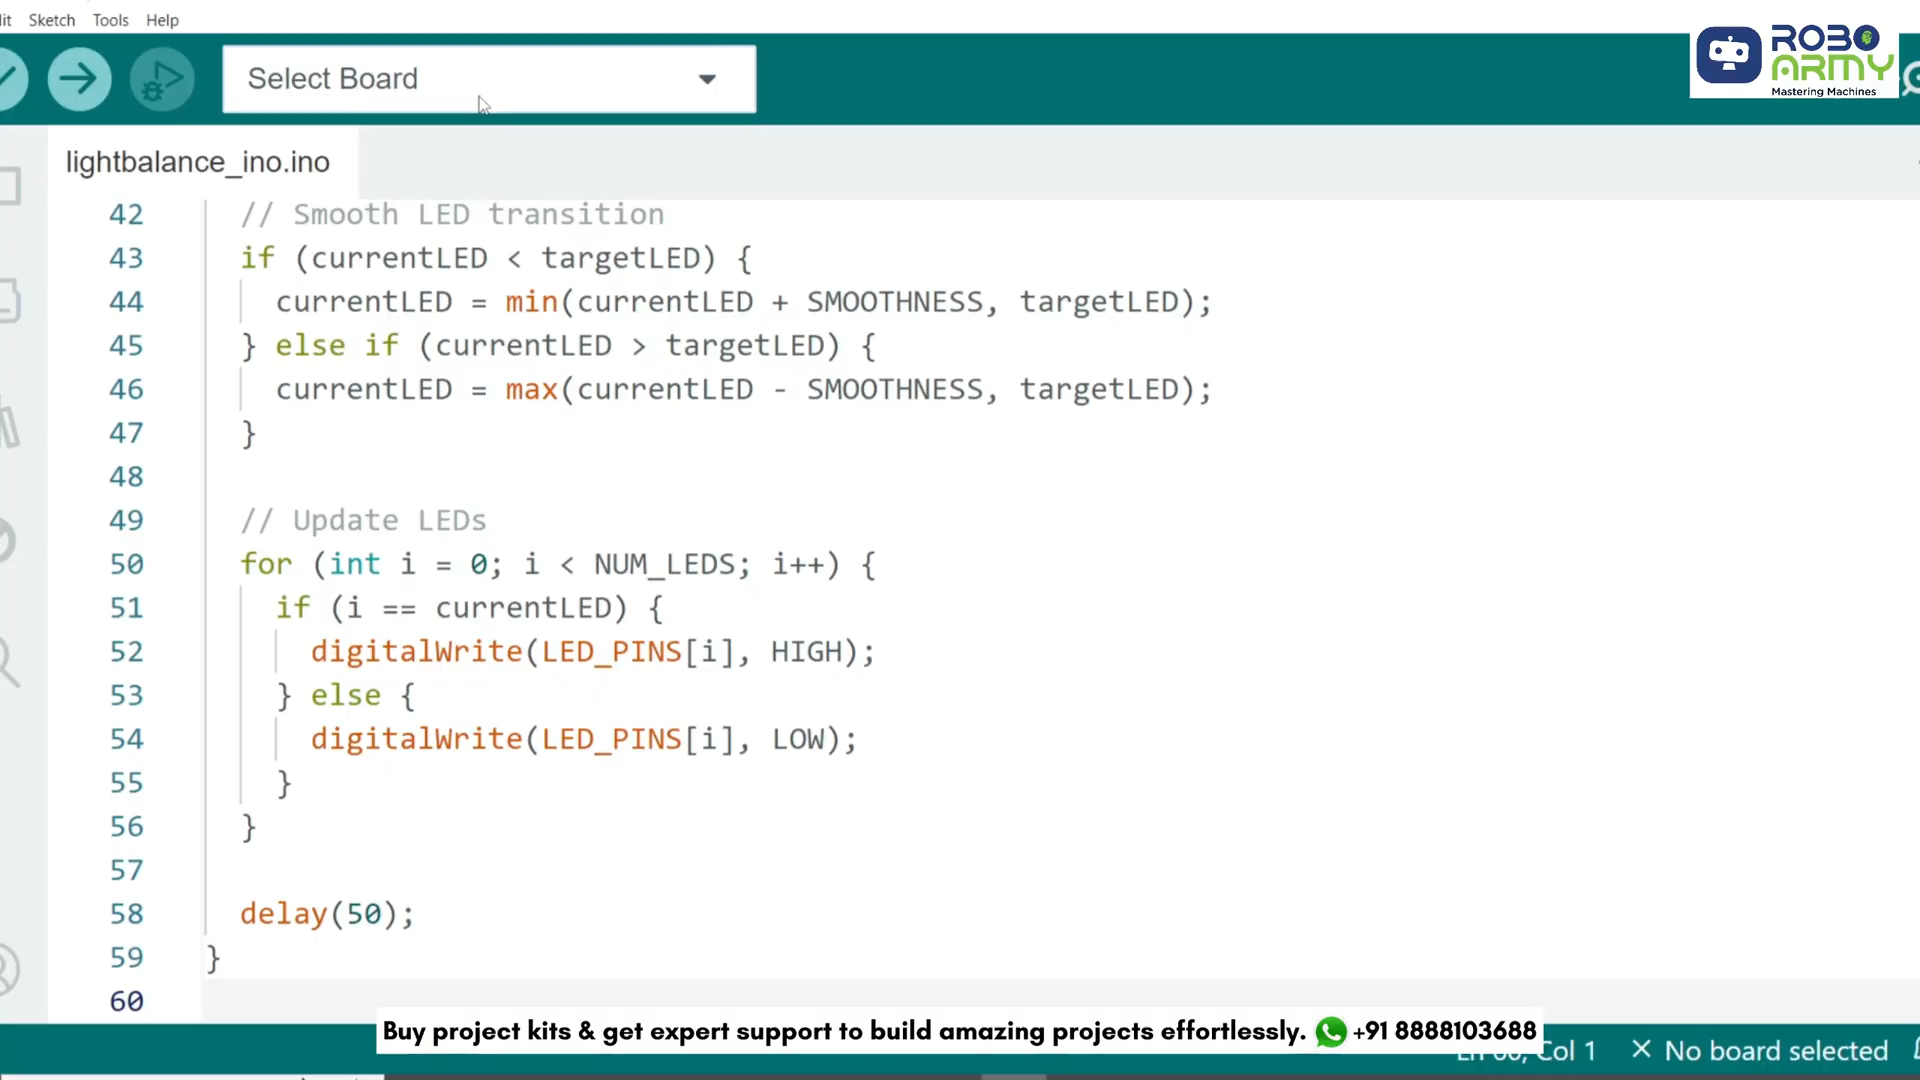 it Sketch Tools Help
Select Board
ROBO
ARMY
Mastering Machines
lightbalance_ino.ino
42 // Smooth LED transition
43 if (currentLED < targetLED) {
44 currentLED = min(currentLED + SMOOTHNESS, targetLED);
45 } else if (currentLED > targetLED) {
46 currentLED = max(currentLED - SMOOTHNESS, targetLED);
47 }
48
49 // Update LEDs
50 for (int i = 0; i < NUM_LEDS; i++) {
51 if (i == currentLED) {
52 digitalWrite(LED_PINS[i], HIGH);
53 } else {
54 digitalWrite(LED_PINS[i], LOW);
55 }
56 }
57
58 delay(50);
59 }
60
Buy project kits & get expert support to build amazing projects effortlessly. +91 8888103688
Col 1 No board selected